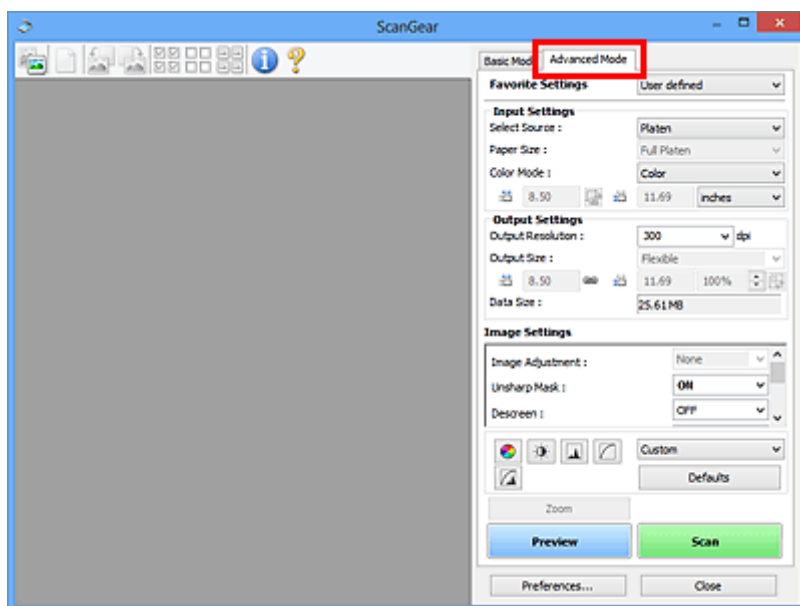 ScanGear
Basic Mode Advanced Mode
Favorite Settings User defined
Input Settings
Select Source : Platen
Paper Size : Full Platen
Color Mode : Color
8.50 11.69 inches
Output Settings
Output Resolution : 300 dpi
Output Size : Flexible
8.50 11.69 100%
Data Size : 25.61MB
Image Settings
Image Adjustment : None
Unsharp Mask : ON
Descreen : OFF
Custom
Defaults
Zoom
Preview Scan
Preferences... Close